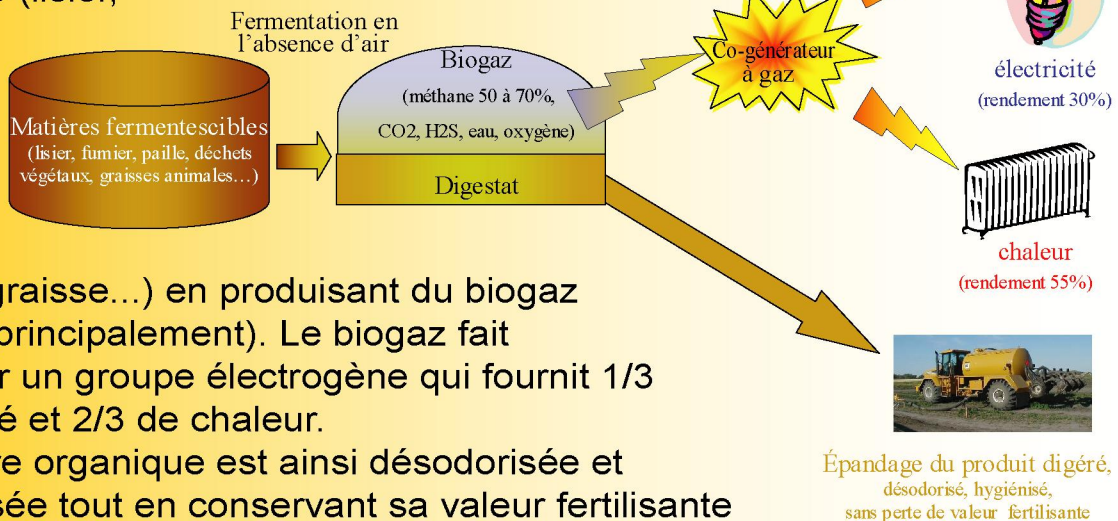 (lisier,
Fermentation en
l'absence d'air
Matières fermentescibles
(lisier, fumier, paille, déchets
végétaux, graisses animales…)
Biogaz
(méthane 50 à 70%,
CO2, H2S, eau, oxygène)
Digestat
Co-générateur
à gaz
électricité
(rendement 30%)
chaleur
(rendement 55%)
graisse...) en produisant du biogaz
principalement). Le biogaz fait
r un groupe électrogène qui fournit 1/3
é et 2/3 de chaleur.
re organique est ainsi désodorisée et
sée tout en conservant sa valeur fertilisante
Épandage du produit digéré,
désodorisé, hygiénisé,
sans perte de valeur fertilisante